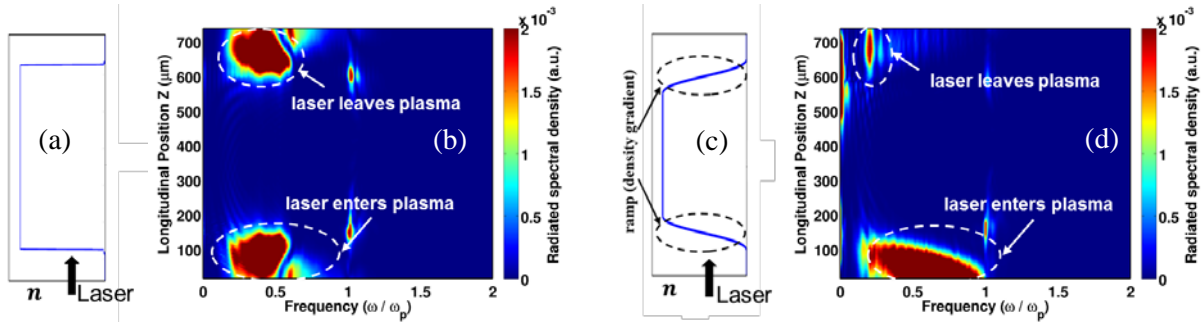 (a)
n
Laser
× 10⁻³
Longitudinal Position Z (μm)
700
600
500
400
300
200
100
laser leaves plasma
(b)
laser enters plasma
0
0.5
1
1.5
2
Frequency (ω / ωp)
2
1.5
1
0.5
0
Radiated spectral density (a.u.)
ramp (density gradient)
(c)
n
Laser
× 10⁻³
Longitudinal Position Z (μm)
700
600
500
400
300
200
100
laser leaves plasma
(d)
laser enters plasma
0
0.5
1
1.5
2
Frequency (ω / ωp)
2
1.5
1
0.5
0
Radiated spectral density (a.u.)